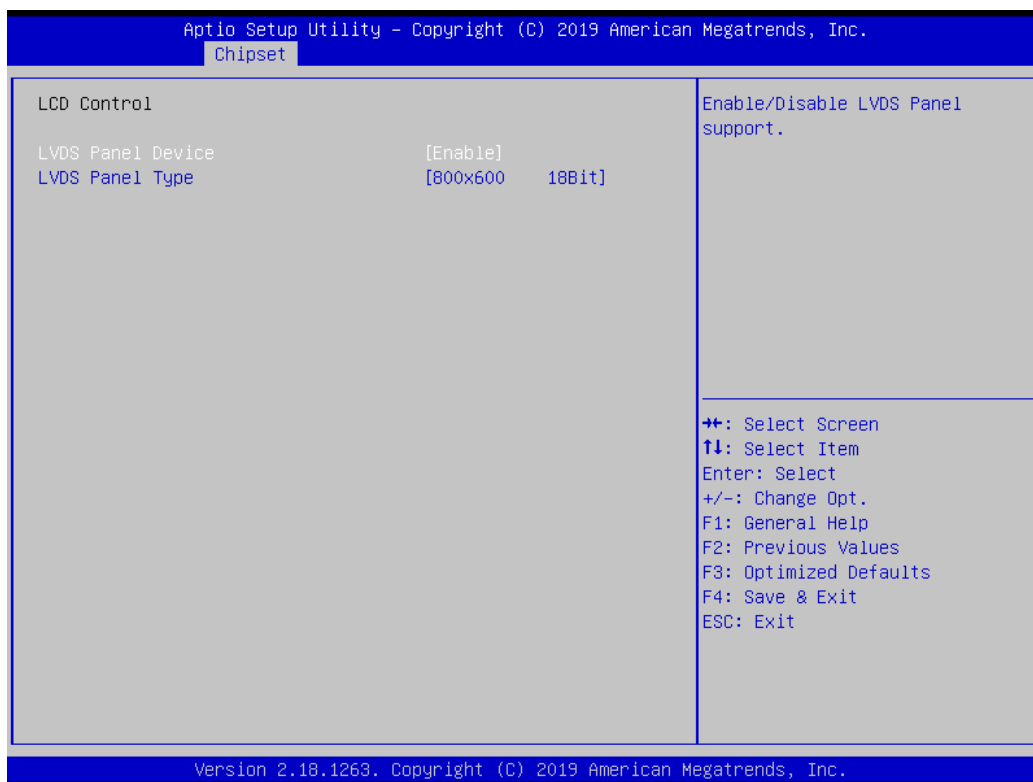 Aptio Setup Utility – Copyright (C) 2019 American Megatrends, Inc.
Chipset
LCD Control
LVDS Panel Device [Enable]
LVDS Panel Type [800x600 18Bit]
Enable/Disable LVDS Panel
support.
→←: Select Screen
↑↓: Select Item
Enter: Select
+/-: Change Opt.
F1: General Help
F2: Previous Values
F3: Optimized Defaults
F4: Save & Exit
ESC: Exit
Version 2.18.1263. Copyright (C) 2019 American Megatrends, Inc.